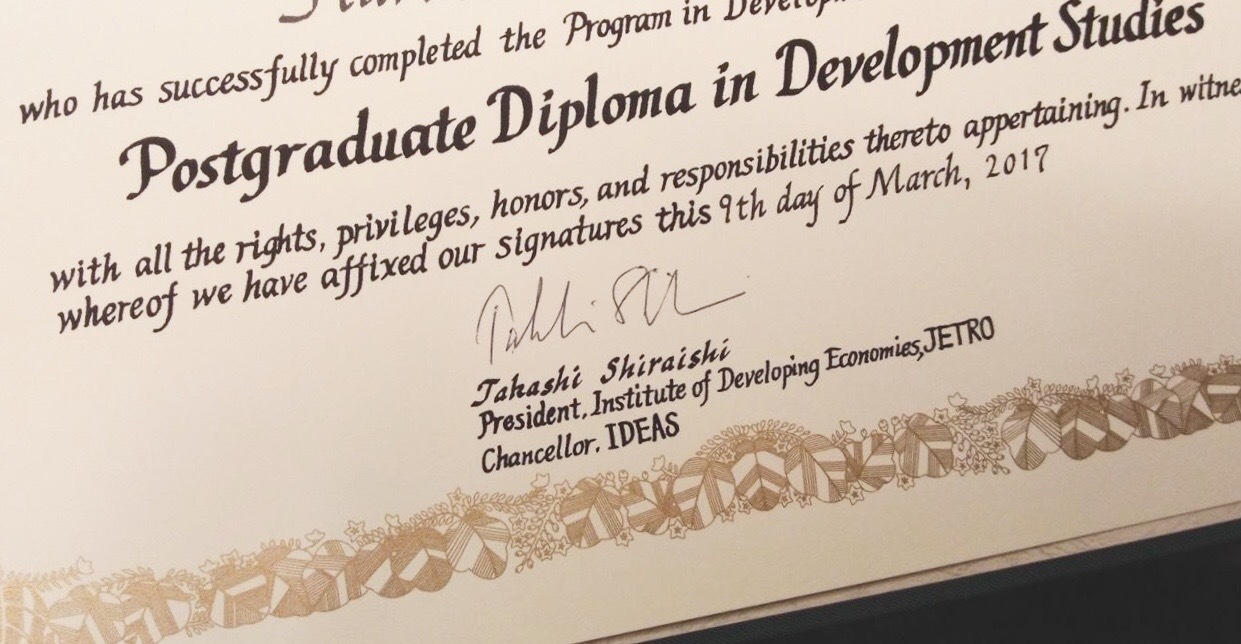 who has successfully completed the Program in
Postgraduate Diploma in Development Studies
with all the rights, privileges, honors, and responsibilities thereto appertaining. In
whereof we have affixed our signatures this 9th day of March, 2017
Takashi Shiraishi
President, Institute of Developing Economies, JETRO
Chancellor, IDEAS